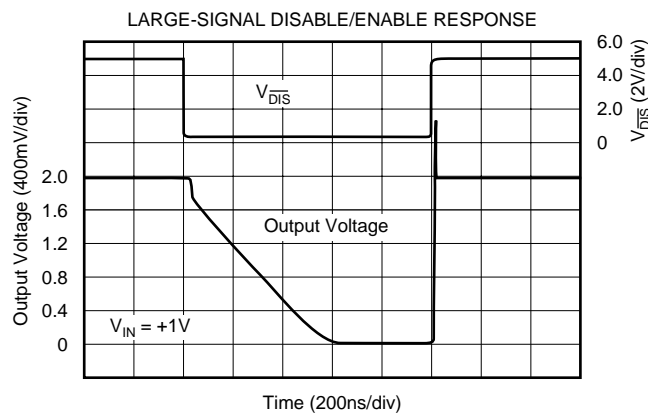 LARGE-SIGNAL DISABLE/ENABLE RESPONSE
6.0
4.0
2.0
0
V_DIS (2V/div)
V_DIS
Output Voltage (400mV/div)
2.0
1.6
1.2
0.8
0.4
0
Output Voltage
V_IN = +1V
Time (200ns/div)